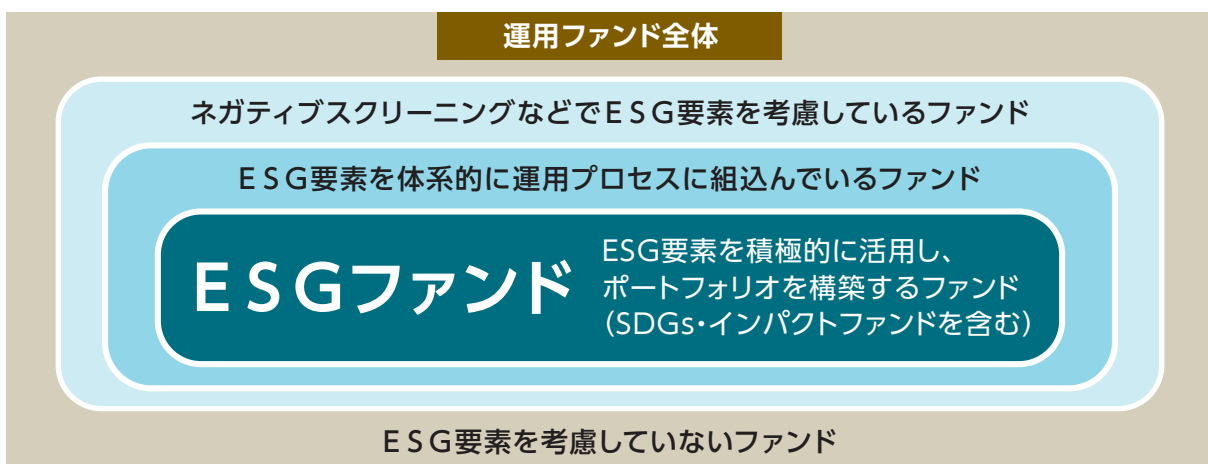 運用ファンド全体
ネガティブスクリーニングなどでESG要素を考慮しているファンド
ESG要素を体系的に運用プロセスに組込んでいるファンド
ESGファンド
ESG要素を積極的に活用し、
ポートフォリオを構築するファンド
（SDGs・インパクトファンドを含む）
ESG要素を考慮していないファンド